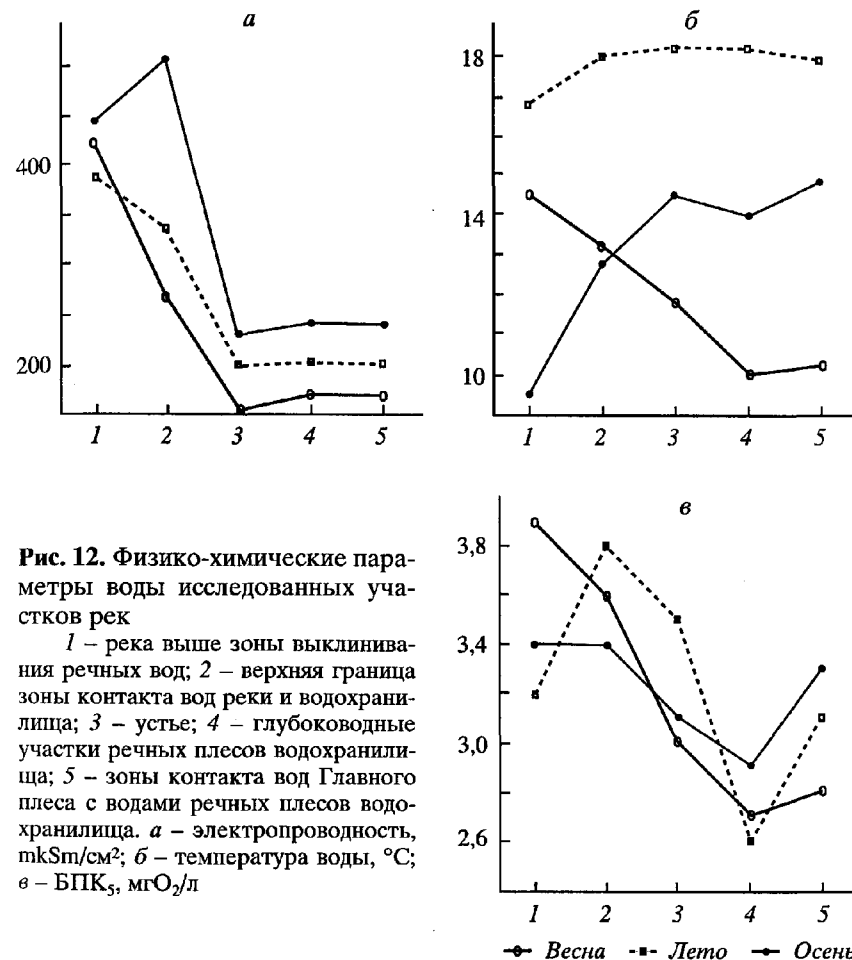 а
400
200
1 2 3 4 5
б
18
14
10
1 2 3 4 5
Рис. 12. Физико-химические пара-
метры воды исследованных уча-
стков рек
1 – река выше зоны выклинива-
ния речных вод; 2 – верхняя граница
зоны контакта вод реки и водохрани-
лища; 3 – устье; 4 – глубоководные
участки речных плесов водохранили-
ща; 5 – зоны контакта вод Главного
плеса с водами речных плесов водо-
хранилища. а – электропроводность,
mkSm/см²; б – температура воды, °C;
в – БПК₅, мгO₂/л
в
3,8
3,4
3,0
2,6
1 2 3 4 5
Весна Лето Осень